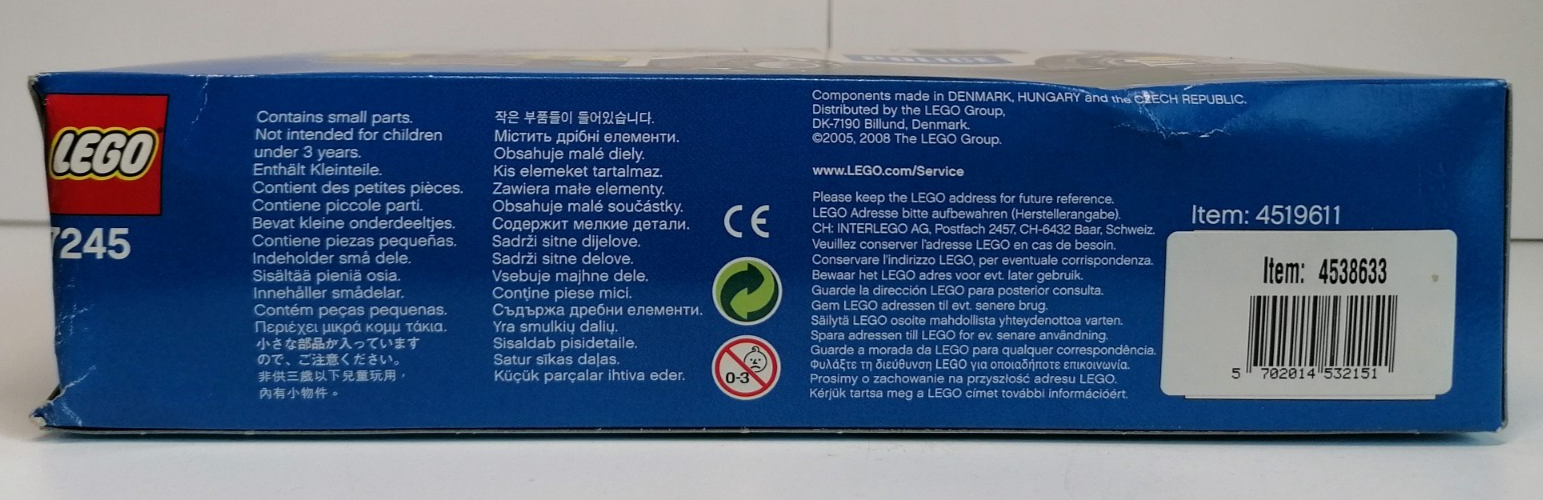 POLICE
LEGO
7245
Contains small parts.
Not intended for children
under 3 years.
Enthält Kleinteile.
Contient des petites pièces.
Contiene piccole parti.
Bevat kleine onderdeeltjes.
Contiene piezas pequeñas.
Indeholder små dele.
Sisältää pieniä osia.
Innehåller smådelar.
Contém peças pequenas.
Περιέχει μικρά κομμ τάκια.
小さな部品が入っています
ので、ご注意ください。
非供三歲以下兒童玩用，
內有小物件。
작은 부품들이 들어있습니다.
Містить дрібні елементи.
Obsahuje malé diely.
Kis elemeket tartalmaz.
Zawiera małe elementy.
Obsahuje malé součástky.
Содержит мелкие детали.
Sadrži sitne dijelove.
Sadrži sitne delove.
Vsebuje majhne dele.
Conţine piese mici.
Съдържа дребни елементи.
Yra smulkių dalių.
Sisaldab pisidetaile.
Satur sīkas daļas.
Küçük parçalar ihtiva eder.
CE
0-3
Components made in DENMARK, HUNGARY and the CZECH REPUBLIC.
Distributed by the LEGO Group,
DK-7190 Billund, Denmark.
©2005, 2008 The LEGO Group.
www.LEGO.com/Service
Please keep the LEGO address for future reference.
LEGO Adresse bitte aufbewahren (Herstellerangabe).
CH: INTERLEGO AG, Postfach 2457, CH-6432 Baar, Schweiz.
Veuillez conserver l'adresse LEGO en cas de besoin.
Conservare l'indirizzo LEGO, per eventuale corrispondenza.
Bewaar het LEGO adres voor evt. later gebruik.
Guarde la dirección LEGO para posterior consulta.
Gem LEGO adressen til evt. senere brug.
Säilytä LEGO osoite mahdollista yhteydenottoa varten.
Spara adressen till LEGO for ev. senare användning.
Guarde a morada da LEGO para qualquer correspondência.
Φυλάξτε τη διεύθυνση LEGO για οποιαδήποτε επικοινωνία.
Prosimy o zachowanie na przyszłość adresu LEGO.
Kérjük tartsa meg a LEGO címet további információért.
Item: 4519611
Item: 4538633
5 702014 532151